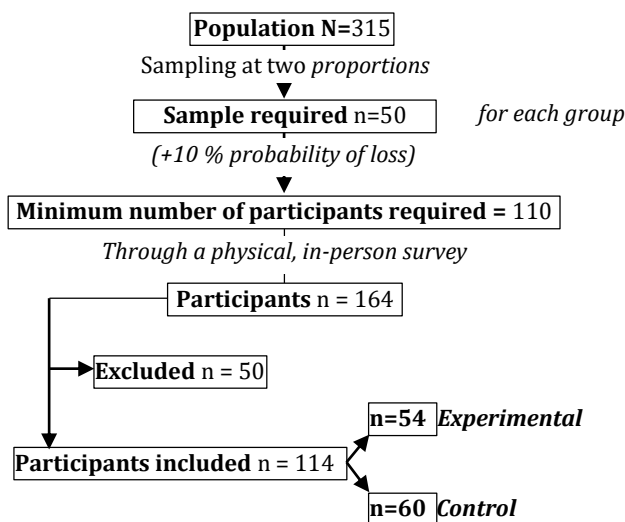 Population N=315
Sampling at two proportions
Sample required n=50 for each group
(+10 % probability of loss)
Minimum number of participants required = 110
Through a physical, in-person survey
Participants n = 164
Excluded n = 50
n=54 Experimental
Participants included n = 114
n=60 Control